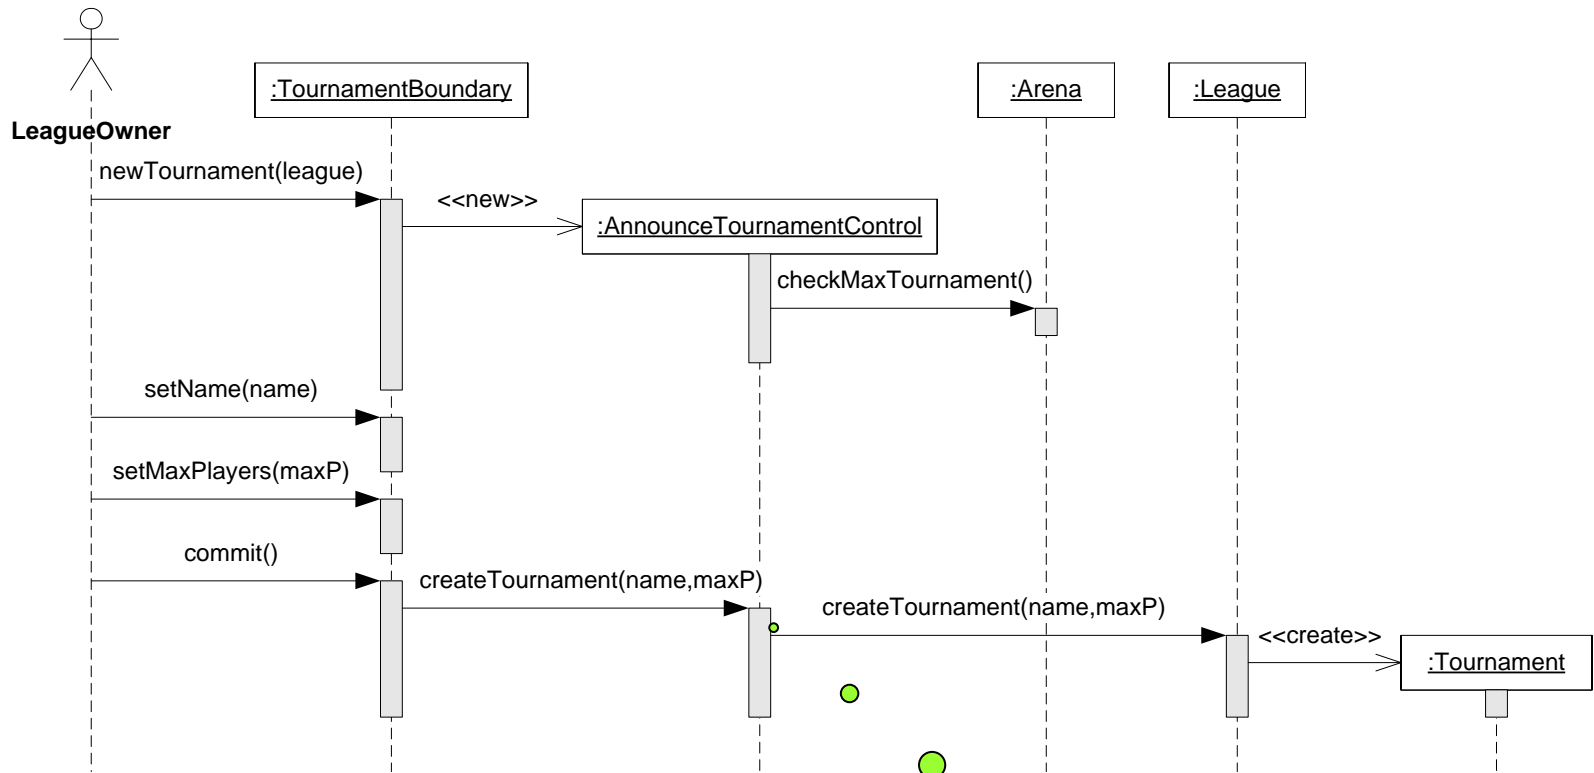 :TournamentBoundary
:Arena
:League
LeagueOwner
newTournament(league)
<<new>>
:AnnounceTournamentControl
checkMaxTournament()
setName(name)
setMaxPlayers(maxP)
commit()
createTournament(name,maxP)
createTournament(name,maxP)
<<create>>
:Tournament